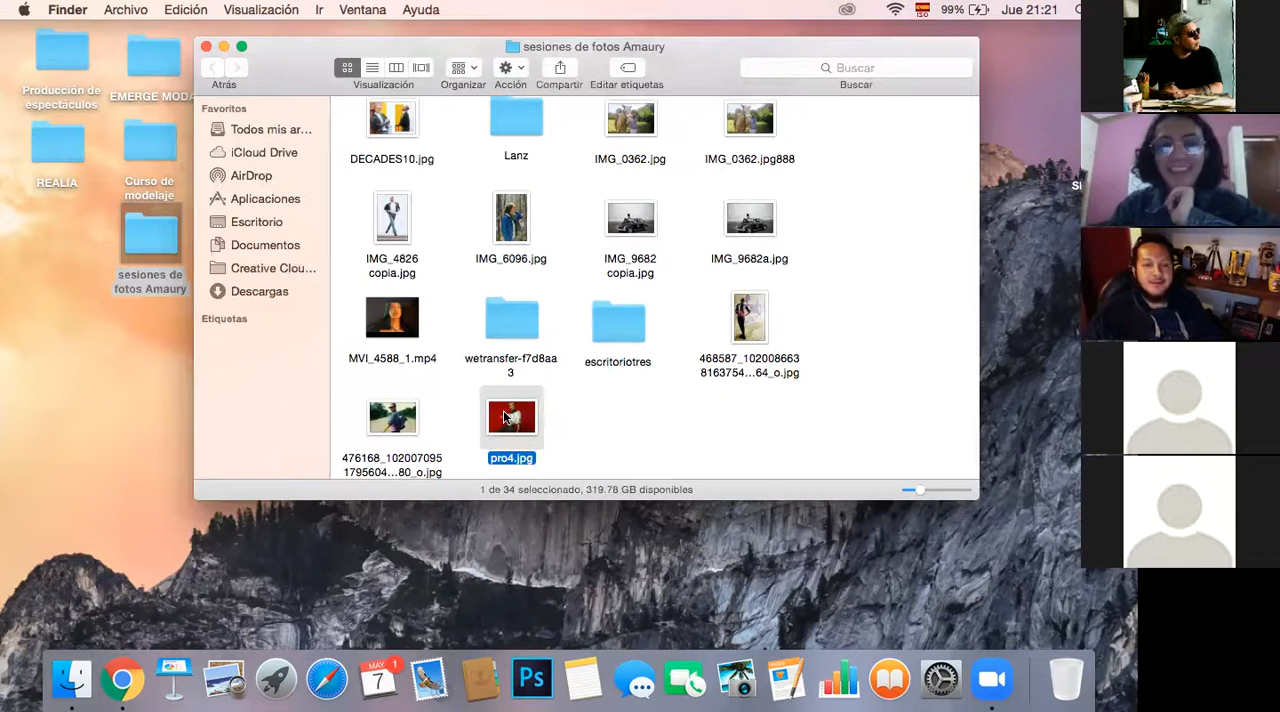 Finder Archivo Edición Visualización Ir Ventana Ayuda 99% Jue 21:21
ISO
sesiones de fotos Amaury
Buscar
Atrás Visualización Organizar Acción Compartir Editar etiquetas Buscar
Producción de
espectáculos
EMERGE MODA
REALIA
Curso de
modelaje
sesiones de
fotos Amaury
Favoritos
Todos mis ar...
iCloud Drive
AirDrop
Aplicaciones
Escritorio
Documentos
Creative Clou...
Descargas
Etiquetas
DECADES10.jpg
Lanz
IMG_0362.jpg
IMG_0362.jpg888
IMG_4826
copia.jpg
IMG_6096.jpg
IMG_9682
copia.jpg
IMG_9682a.jpg
MVI_4588_1.mp4
wetransfer-f7d8aa
3
escritoriotres
468587_102008663
8163754...64_o.jpg
476168_102007095
1795604...80_o.jpg
pro4.jpg
1 de 34 seleccionado, 319.78 GB disponibles
Si
MAY 1
7
Ps